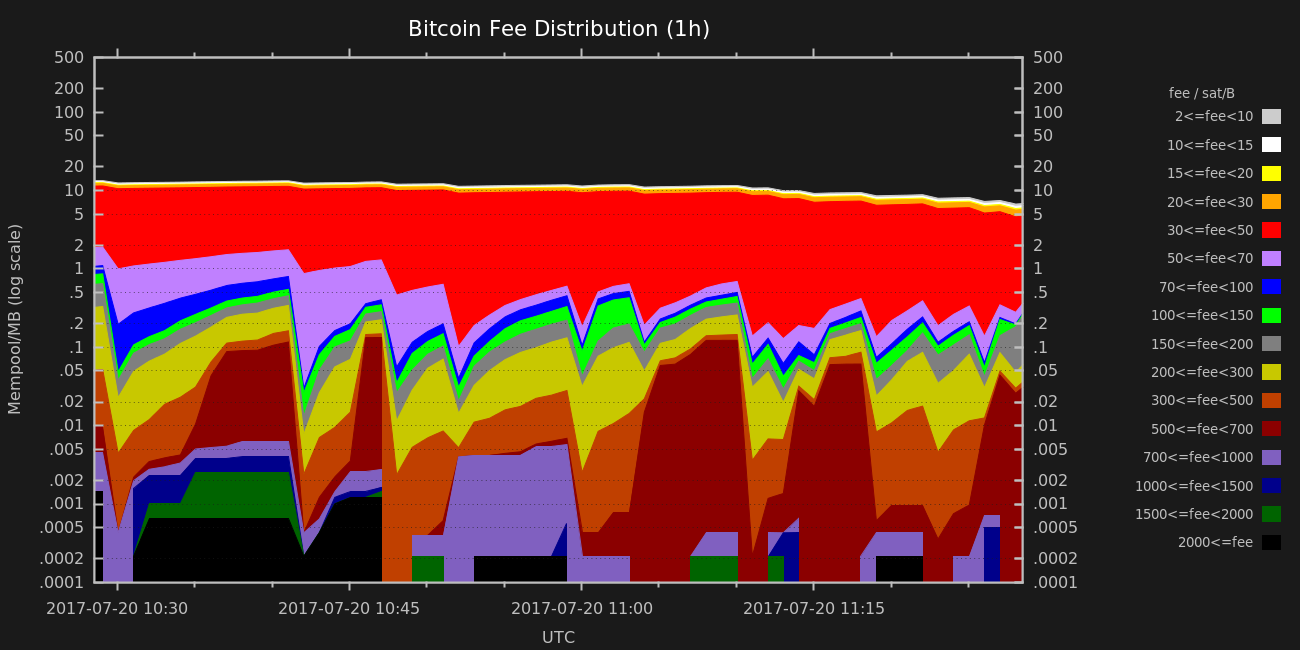 Bitcoin Fee Distribution (1h)
500
200
100
50
20
10
5
2
1
.5
.2
.1
.05
.02
.01
.005
.002
.001
.0005
.0002
.0001
Mempool/MB (log scale)
500
200
100
50
20
10
5
2
1
.5
.2
.1
.05
.02
.01
.005
.002
.001
.0005
.0002
.0001
2017-07-20 10:30
2017-07-20 10:45
2017-07-20 11:00
2017-07-20 11:15
UTC
fee / sat/B
2<=fee<10
10<=fee<15
15<=fee<20
20<=fee<30
30<=fee<50
50<=fee<70
70<=fee<100
100<=fee<150
150<=fee<200
200<=fee<300
300<=fee<500
500<=fee<700
700<=fee<1000
1000<=fee<1500
1500<=fee<2000
2000<=fee